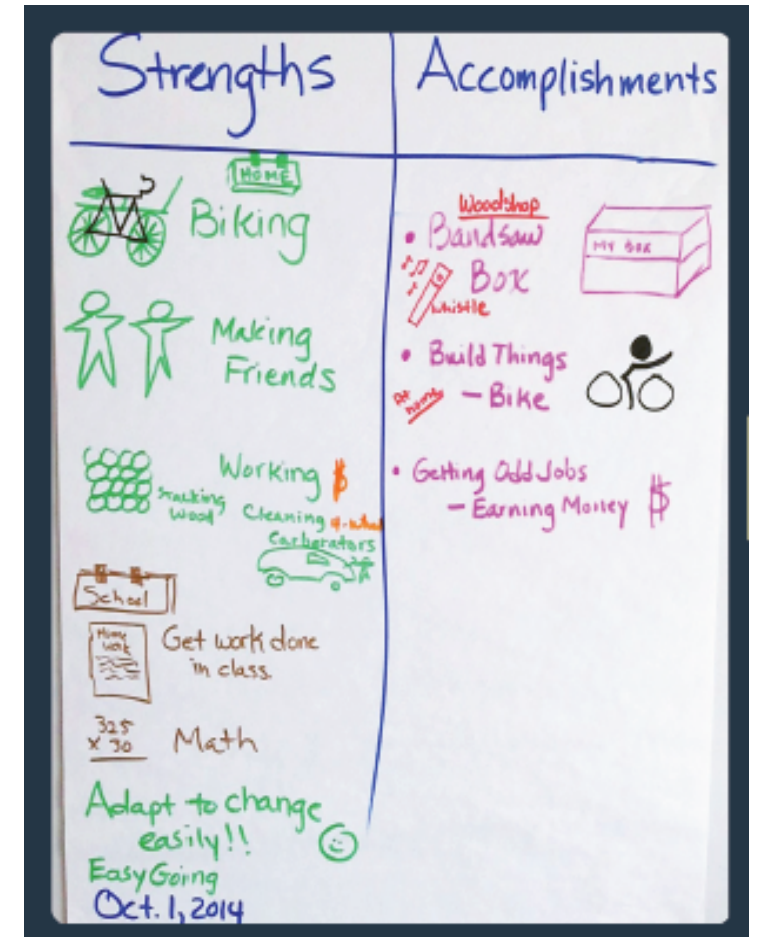 Strengths
HOME
Biking
Making
Friends
Working $
Stacking
Wood
Cleaning 4-wheel
Carberators
School
Home
work
Get work done
in class.
325
x 30
Math
Adapt to change
easily!!
Easy Going
Oct. 1, 2014
Accomplishments
Woodshop
• Bandsaw
Box
whistle
MY BOX
• Build Things
At
home
- Bike
• Getting Odd Jobs
- Earning Money $